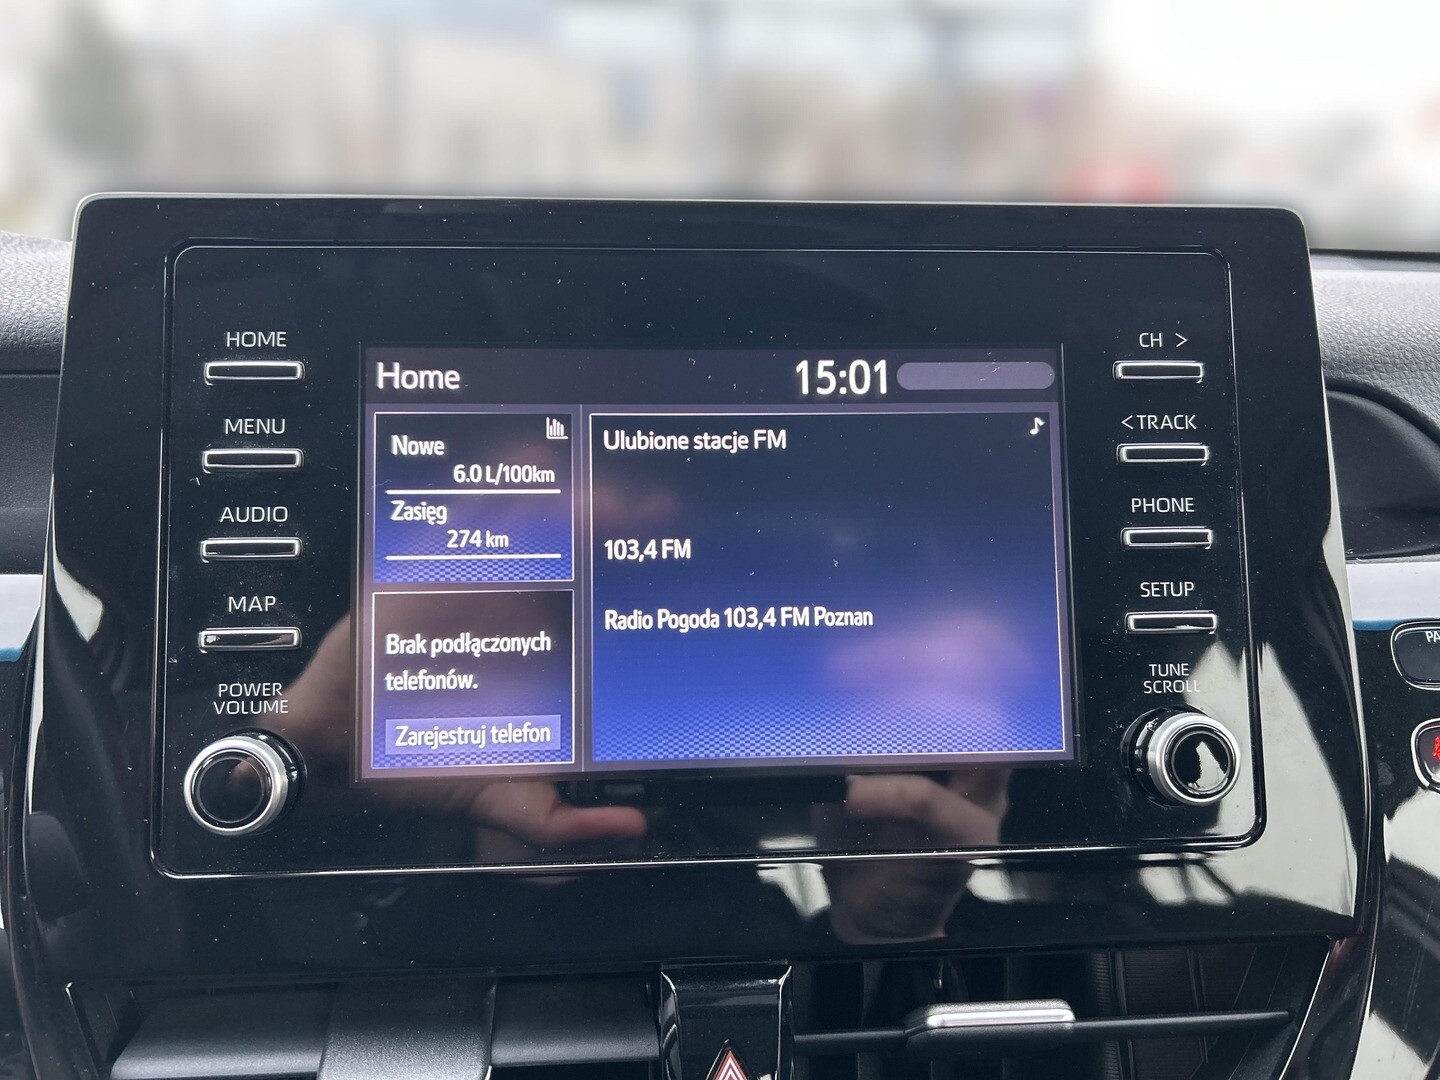 HOME
MENU
AUDIO
MAP
POWER
VOLUME
Home
15:01
Nowe
6.0 L/100km
Zasięg
274 km
Brak podłączonych
telefonów.
Zarejestruj telefon
Ulubione stacje FM
103,4 FM
Radio Pogoda 103,4 FM Poznan
CH >
<TRACK
PHONE
SETUP
TUNE
SCROLL